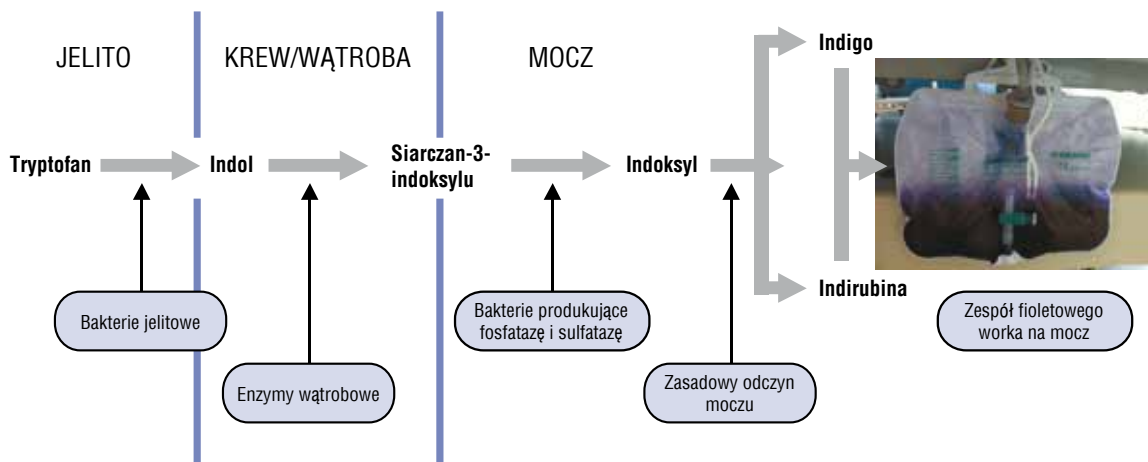 JELITO
KREW/WĄTROBA
MOCZ
Tryptofan
Indol
Siarczan-3-
indoksylu
Indoksyl
Indigo
Indirubina
Bakterie jelitowe
Enzymy wątrobowe
Bakterie produkujące
fosfatazę i sulfatazę
Zasadowy odczyn
moczu
Zespół fioletowego
worka na mocz